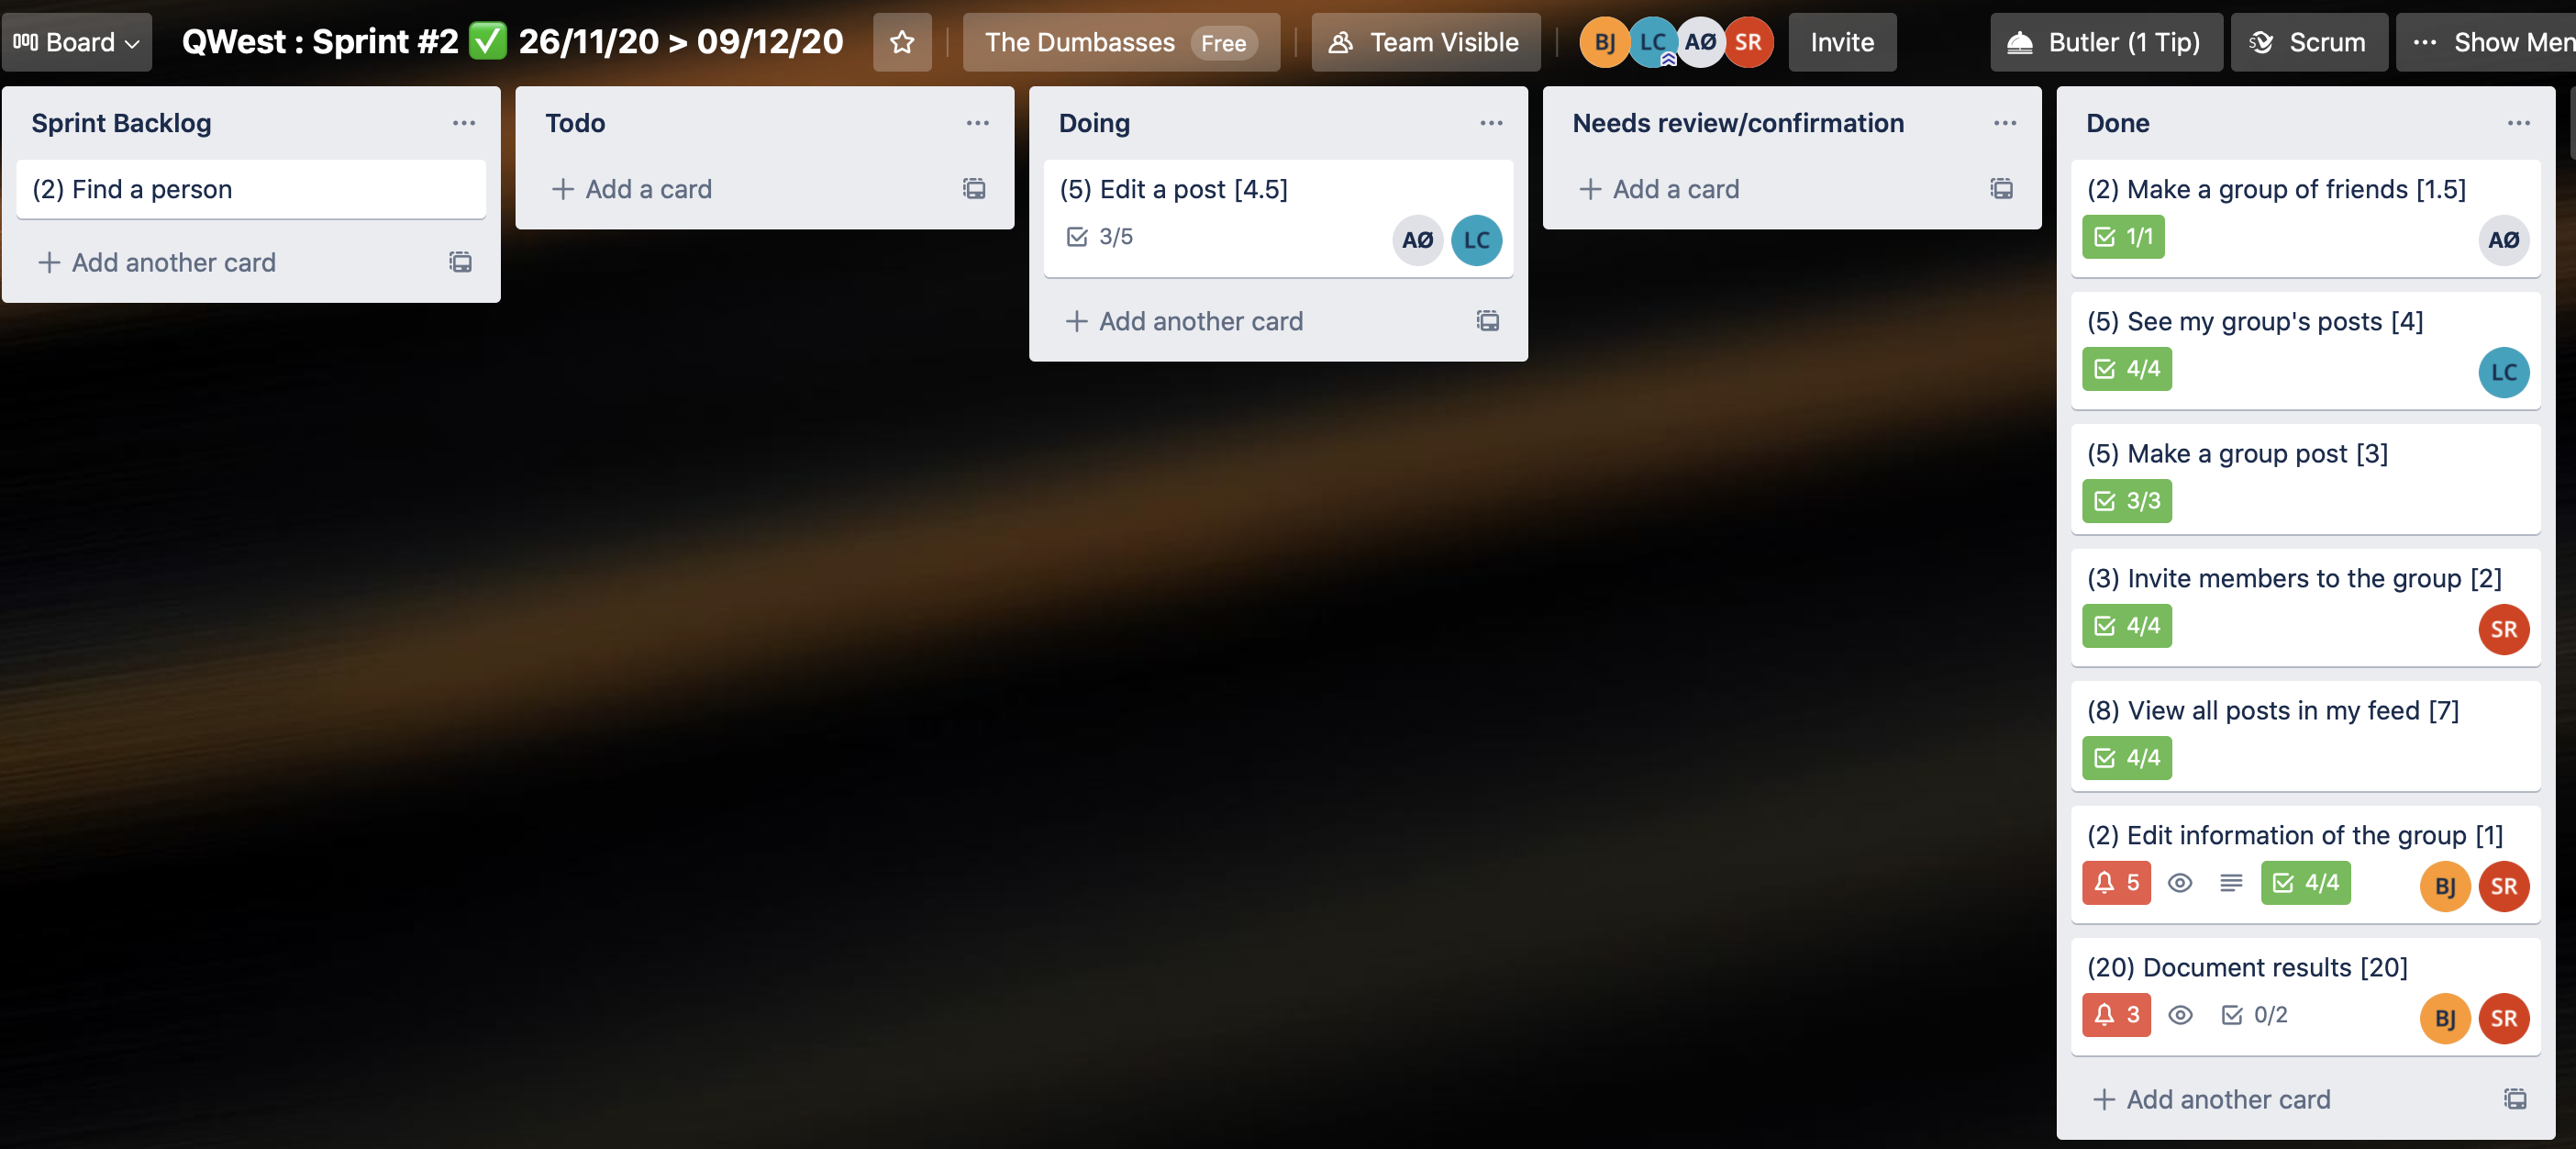 Board
QWest : Sprint #2 ✅ 26/11/20 > 09/12/20
The Dumbasses Free
Team Visible
BJ LC AØ SR
Invite
Butler (1 Tip)
Scrum
Show Men
Sprint Backlog
(2) Find a person
+ Add another card
Todo
+ Add a card
Doing
(5) Edit a post [4.5]
3/5
AØ LC
+ Add another card
Needs review/confirmation
+ Add a card
Done
(2) Make a group of friends [1.5]
1/1
AØ
(5) See my group's posts [4]
4/4
LC
(5) Make a group post [3]
3/3
(3) Invite members to the group [2]
4/4
SR
(8) View all posts in my feed [7]
4/4
(2) Edit information of the group [1]
5 4/4 BJ SR
(20) Document results [20]
3 0/2 BJ SR
+ Add another card